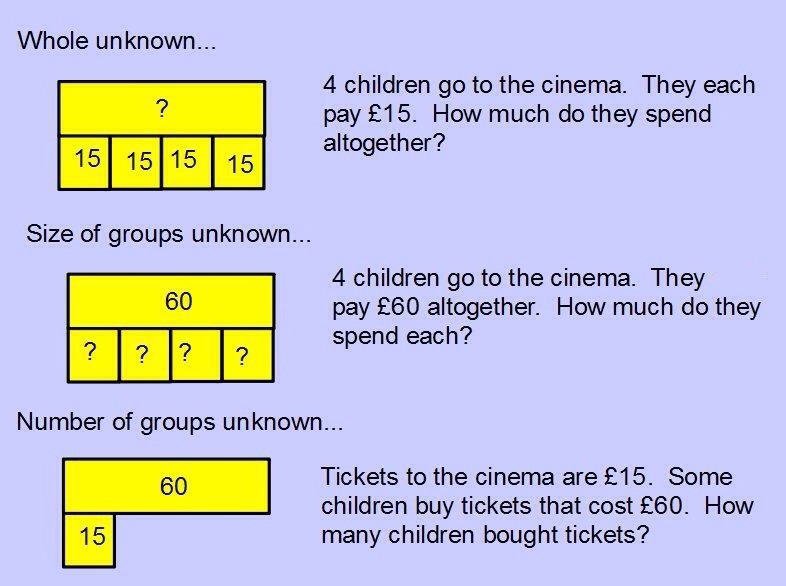 Whole unknown...
?
15 15 15 15
4 children go to the cinema. They each
pay £15. How much do they spend
altogether?
Size of groups unknown...
60
? ? ? ?
4 children go to the cinema. They
pay £60 altogether. How much do they
spend each?
Number of groups unknown...
60
15
Tickets to the cinema are £15. Some
children buy tickets that cost £60. How
many children bought tickets?